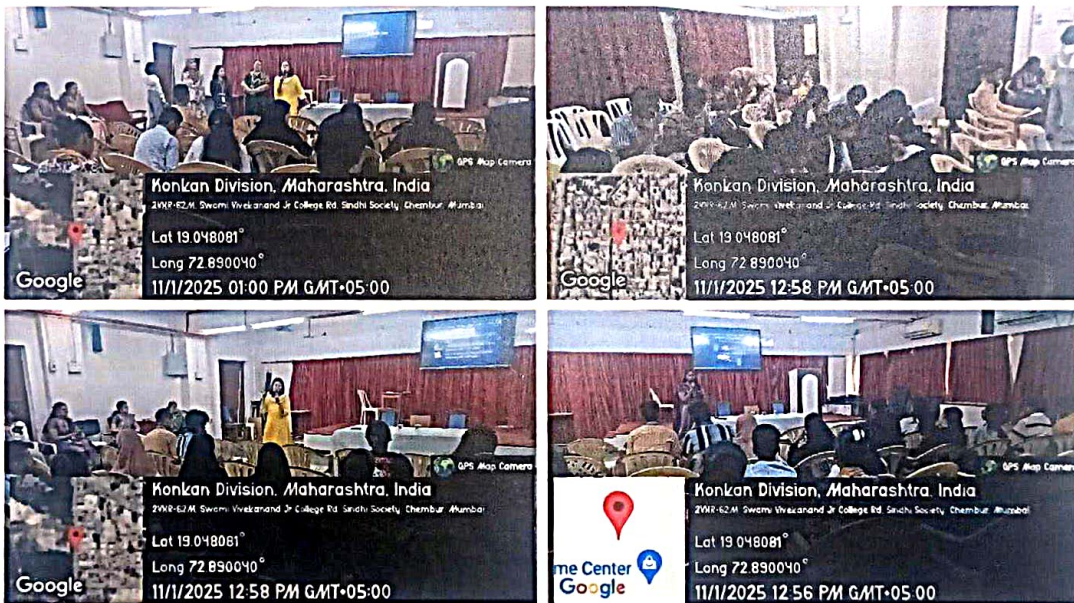 GPS Map Camera
Konkan Division, Maharashtra, India
2VXR-62M, Swami Vivekanand Jr College Rd, Sindhi Society, Chembur, Mumbai
Lat 19.048081°
Long 72.890040°
11/1/2025 01:00 PM GMT+05:00
Google
GPS Map Camera
Konkan Division, Maharashtra, India
2VXR-62M, Swami Vivekanand Jr College Rd, Sindhi Society, Chembur, Mumbai
Lat 19.048081°
Long 72.890040°
11/1/2025 12:58 PM GMT+05:00
Google
GPS Map Camera
Konkan Division, Maharashtra, India
2VXR-62M, Swami Vivekanand Jr College Rd, Sindhi Society, Chembur, Mumbai
Lat 19.048081°
Long 72.890040°
11/1/2025 12:58 PM GMT+05:00
Google
GPS Map Camera
Konkan Division, Maharashtra, India
2VXR-62M, Swami Vivekanand Jr College Rd, Sindhi Society, Chembur, Mumbai
Lat 19.048081°
Long 72.890040°
11/1/2025 12:56 PM GMT+05:00
me Center
Google